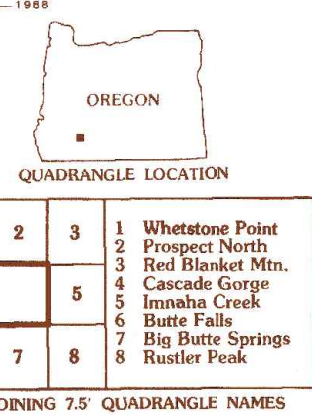 — 1988
OREGON
QUADRANGLE LOCATION
2 3
5
7 8
1 Whetstone Point
2 Prospect North
3 Red Blanket Mtn.
4 Cascade Gorge
5 Imnaha Creek
6 Butte Falls
7 Big Butte Springs
8 Rustler Peak
OINING 7.5' QUADRANGLE NAMES